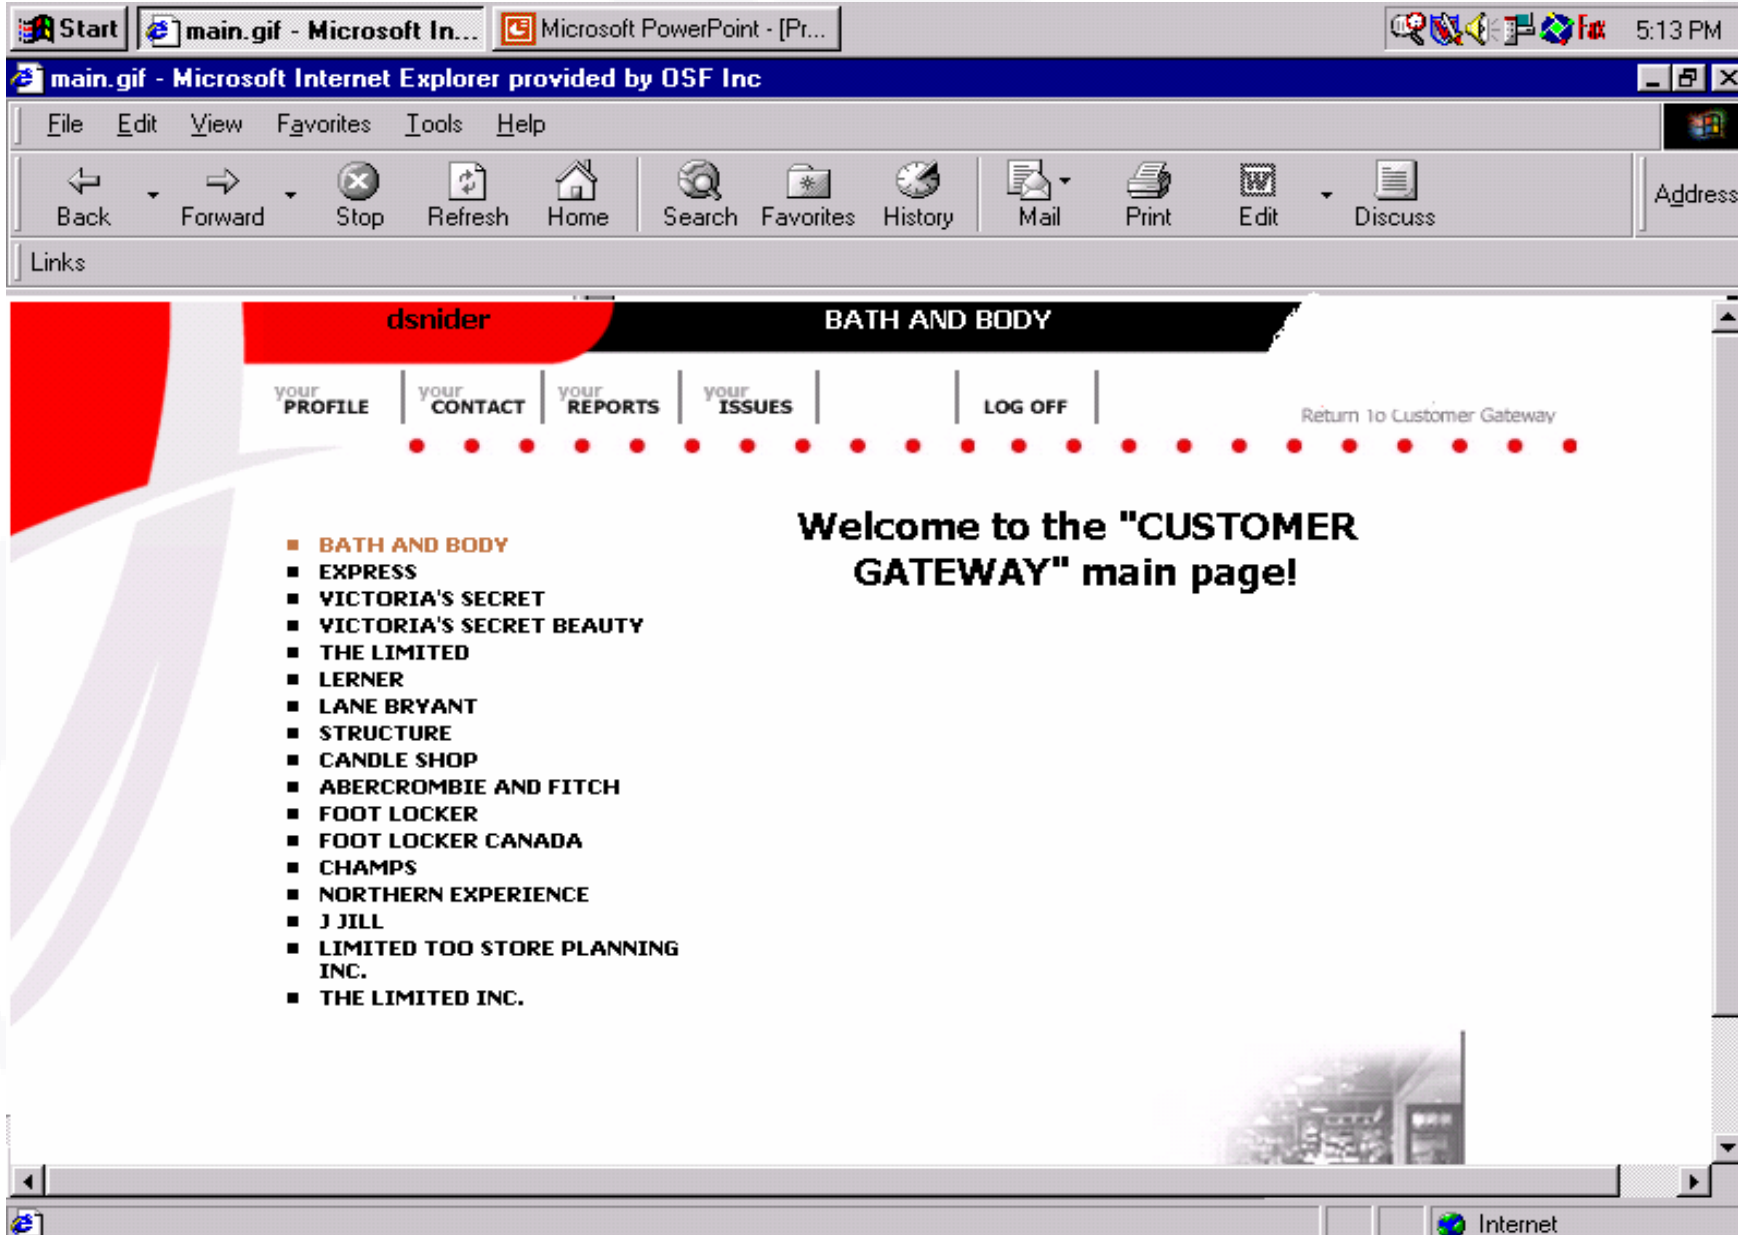 Start main.gif - Microsoft In... Microsoft PowerPoint - [Pr... Fax 5:13 PM
main.gif - Microsoft Internet Explorer provided by OSF Inc
File Edit View Favorites Tools Help
Back Forward Stop Refresh Home Search Favorites History Mail Print Edit Discuss Address
Links
dsnider BATH AND BODY
your PROFILE your CONTACT your REPORTS your ISSUES LOG OFF
Return To Customer Gateway
Welcome to the "CUSTOMER
GATEWAY" main page!
BATH AND BODY
EXPRESS
VICTORIA'S SECRET
VICTORIA'S SECRET BEAUTY
THE LIMITED
LERNER
LANE BRYANT
STRUCTURE
CANDLE SHOP
ABERCROMBIE AND FITCH
FOOT LOCKER
FOOT LOCKER CANADA
CHAMPS
NORTHERN EXPERIENCE
J JILL
LIMITED TOO STORE PLANNING
INC.
THE LIMITED INC.
Internet